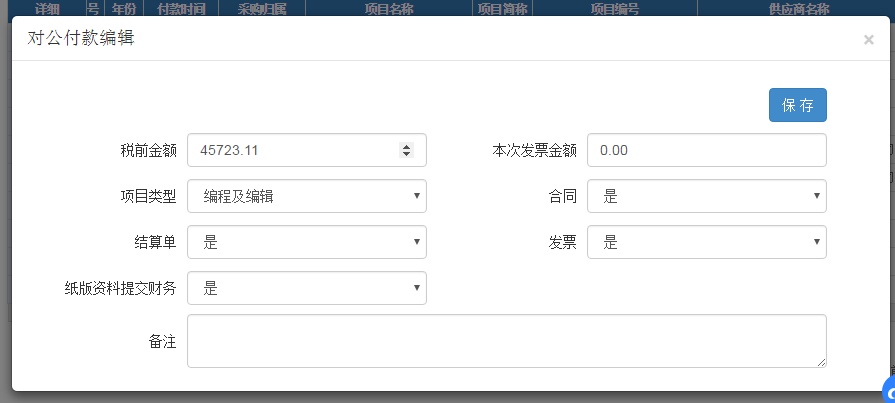 详细 号 年份 付款时间 采购归属 项目名称 项目简称 项目编号 供应商名称
对公付款编辑 ×
保 存
税前金额 45723.11 本次发票金额 0.00
项目类型 编程及编辑 合同 是
结算单 是 发票 是
纸版资料提交财务 是
备注